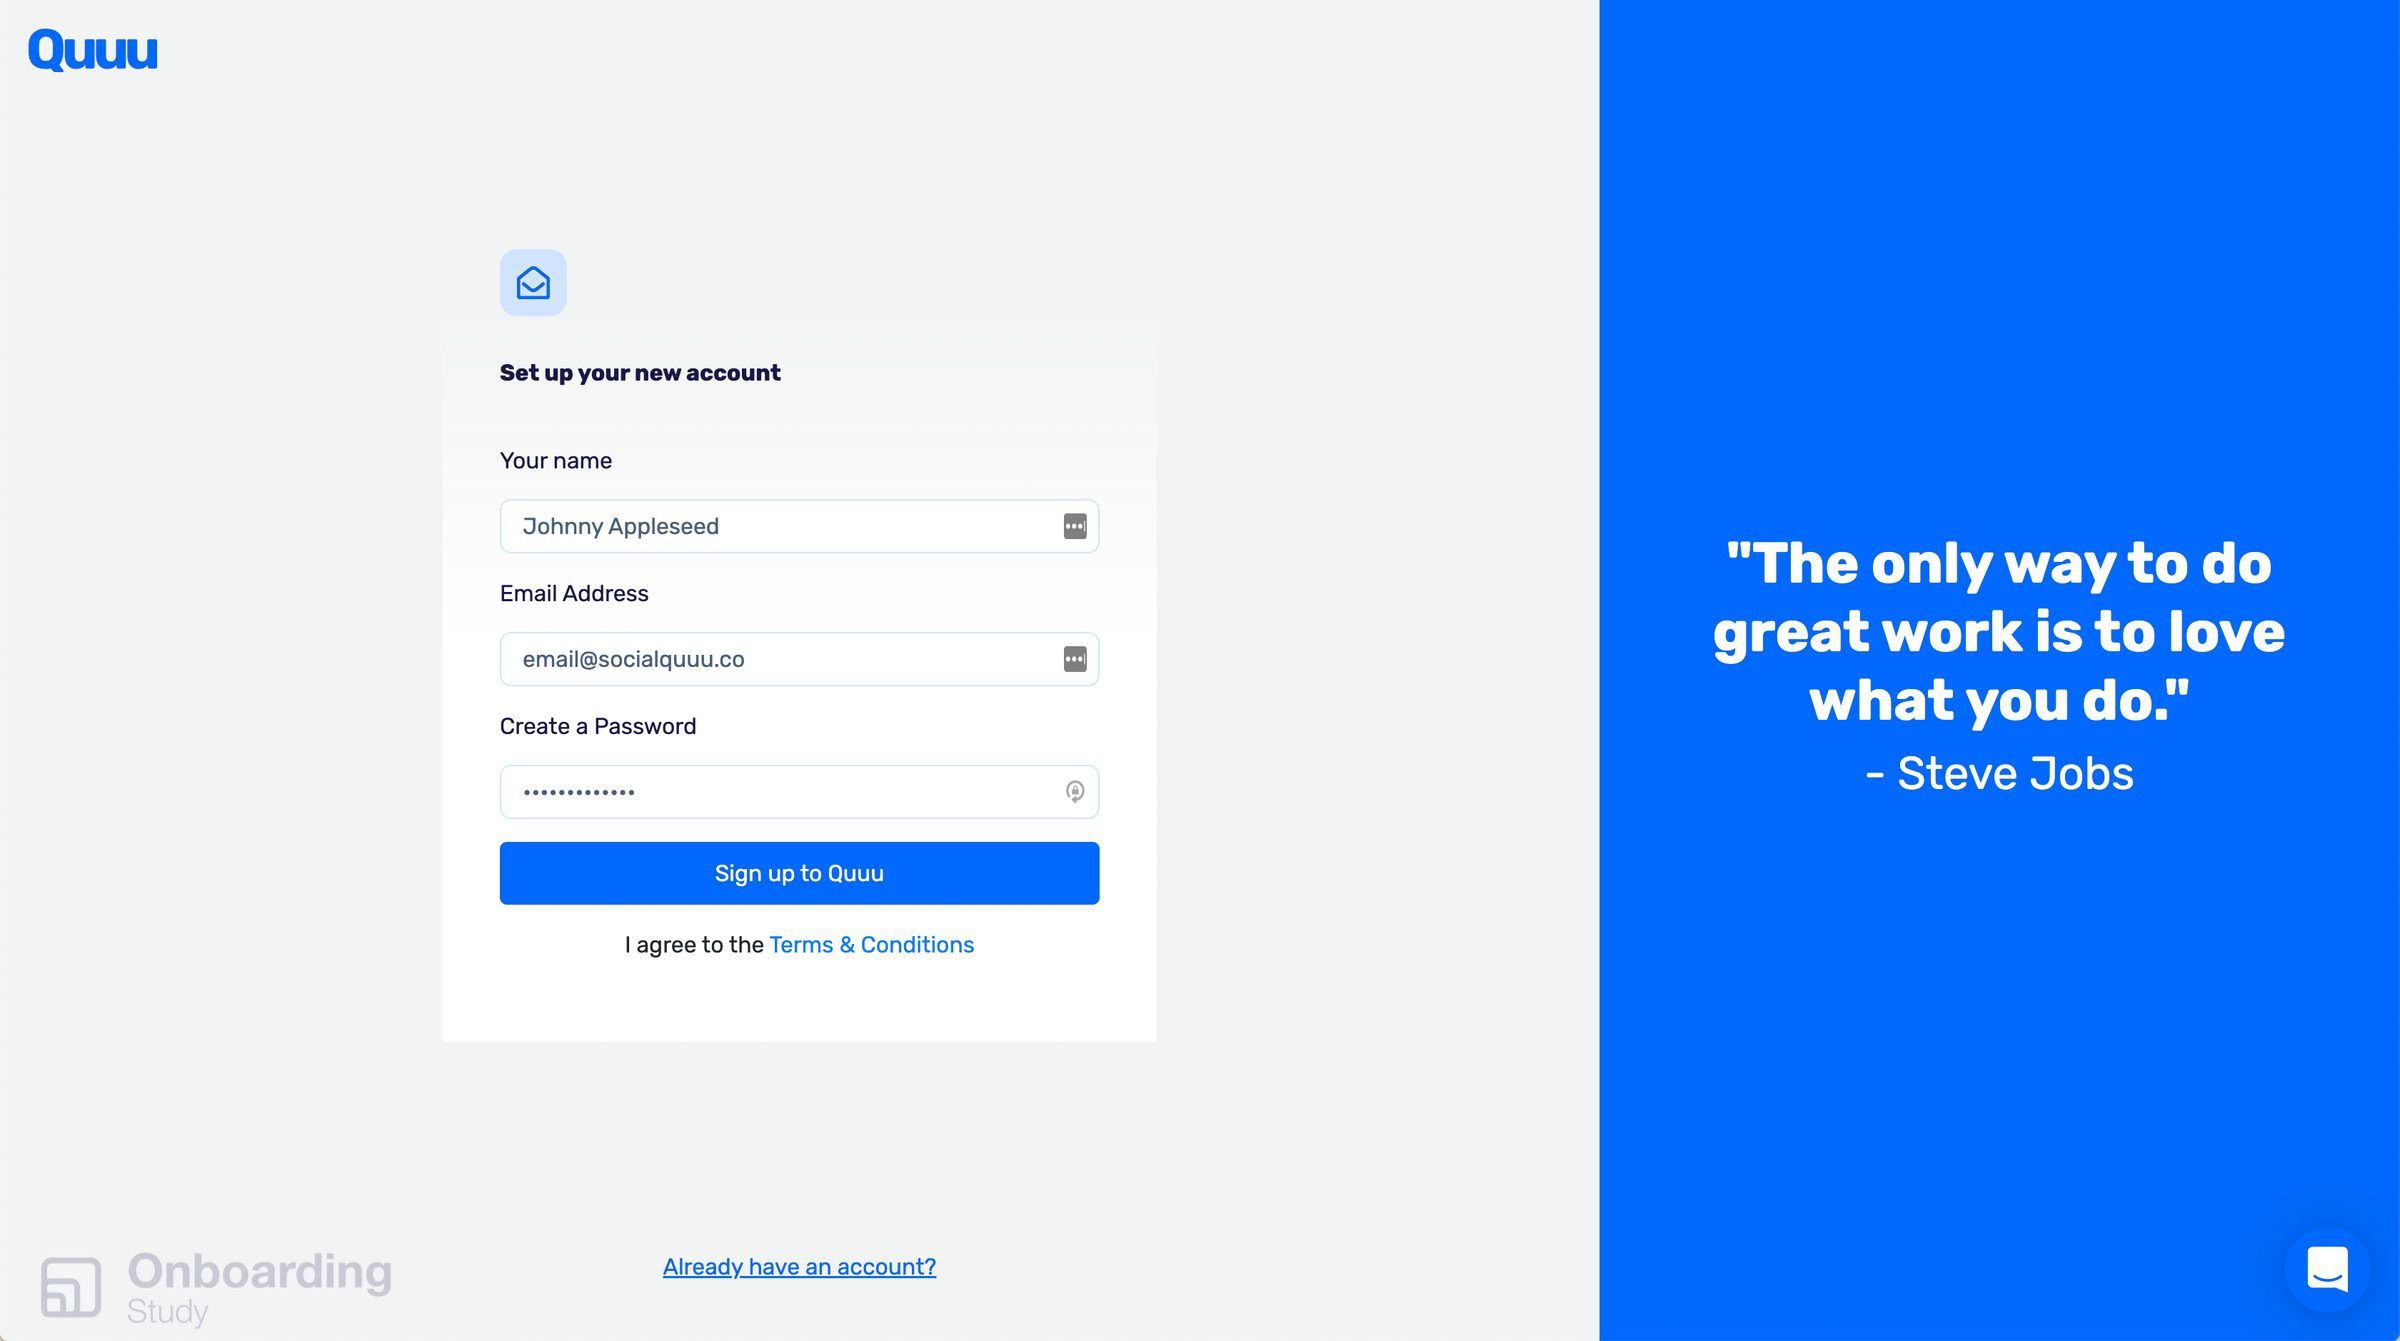 Quuu
Set up your new account
Your name
Johnny Appleseed
Email Address
email@socialquuu.co
Create a Password
•••••••••••••
Sign up to Quuu
I agree to the Terms & Conditions
Already have an account?
"The only way to do
great work is to love
what you do."
- Steve Jobs
Onboarding
Study